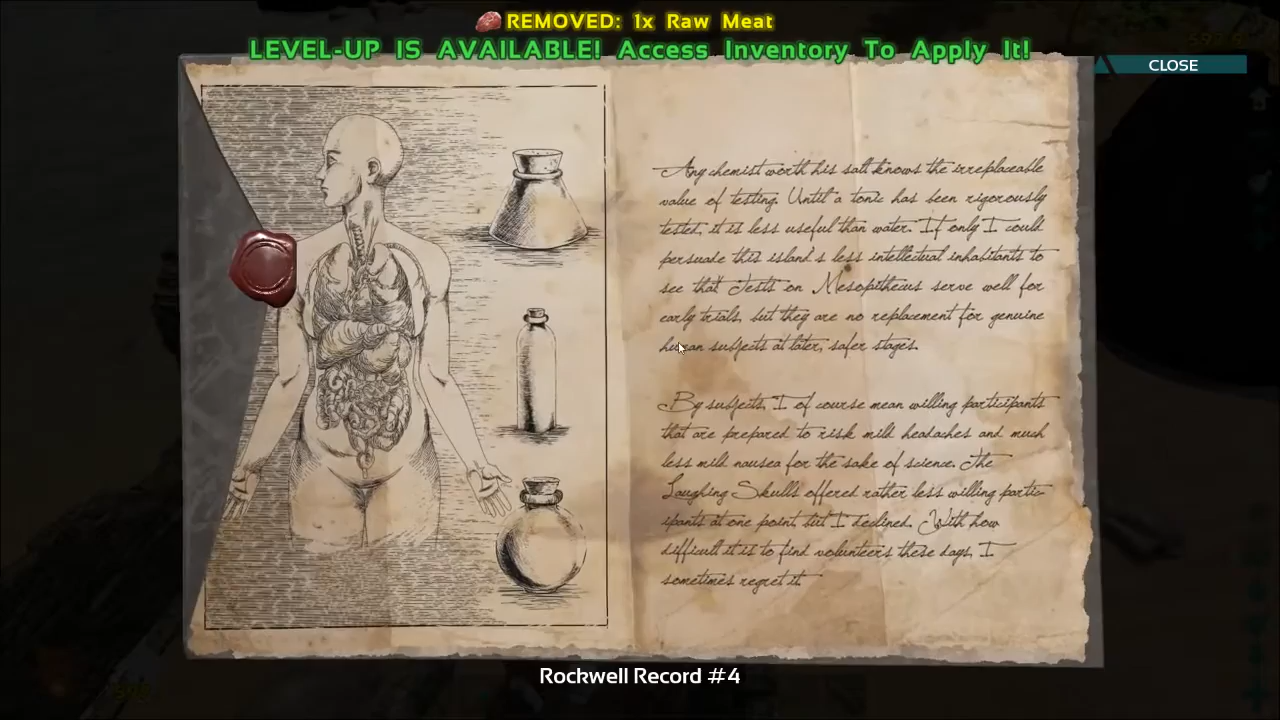 REMOVED: 1x Raw Meat
LEVEL-UP IS AVAILABLE! Access Inventory To Apply It!
CLOSE
Any chemist worth his salt knows the irreplaceable
value of testing. Until a tonic has been rigorously
tested, it is less useful than water. If only I could
persuade this island's less intellectual inhabitants to
see that tests on Mesopithecus serve well for
early trials, but they are no replacement for genuine
human subjects at later, safer stages.
By subjects, I of course mean willing participants
that are prepared to risk mild headaches and much
less mild nausea for the sake of science. The
Laughing Skulls offered rather less willing partic-
ipants at one point, but I declined. With how
difficult it is to find volunteers these days, I
sometimes regret it.
Rockwell Record #4